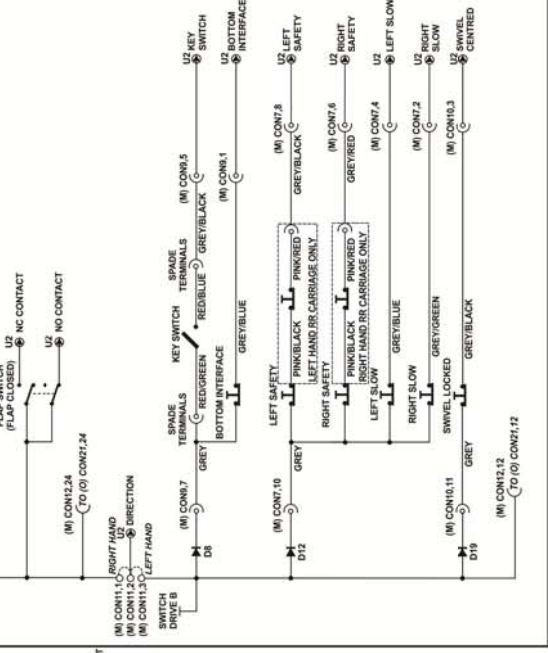 FLAP SWITCH
(FLAP CLOSED)
U2 NC CONTACT
U2 NO CONTACT
(M) CON12,24
TO (O) CON21,24
RIGHT HAND
(M) CON11,1
(M) CON11,2
(M) CON11,3
U2 DIRECTION
LEFT HAND
SWITCH
DRIVE B
D8
(M) CON9,7
GREY
SPADE
TERMINALS
RED/GREEN
KEY SWITCH
RED/BLUE
SPADE
TERMINALS
GREY/BLACK
(M) CON9,5
U2 KEY
SWITCH
BOTTOM INTERFACE
GREY/BLUE
(M) CON9,1
U2 BOTTOM
INTERFACE
D12
(M) CON7,10
GREY
LEFT SAFETY
PINK/BLACK
PINK/RED
LEFT HAND RR CARRIAGE ONLY
GREY/BLACK
(M) CON7,8
U2 LEFT
SAFETY
RIGHT SAFETY
PINK/BLACK
PINK/RED
RIGHT HAND RR CARRIAGE ONLY
GREY/RED
(M) CON7,6
U2 RIGHT
SAFETY
LEFT SLOW
GREY/BLUE
(M) CON7,4
U2 LEFT SLOW
RIGHT SLOW
GREY/GREEN
(M) CON7,2
U2 RIGHT
SLOW
D19
(M) CON10,11
GREY
SWIVEL LOCKED
GREY/BLACK
(M) CON10,3
U2 SWIVEL
CENTRED
(M) CON12,12
TO (O) CON21,12